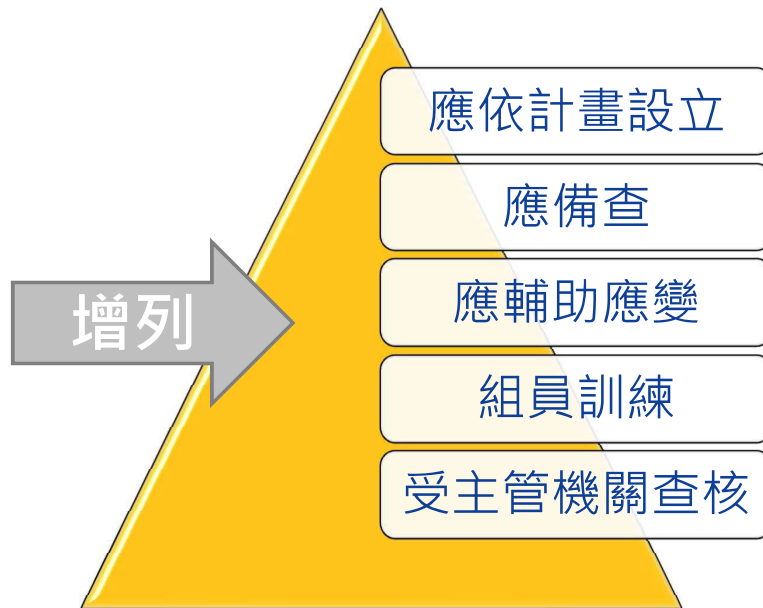 增列
應依計畫設立
應備查
應輔助應變
組員訓練
受主管機關查核